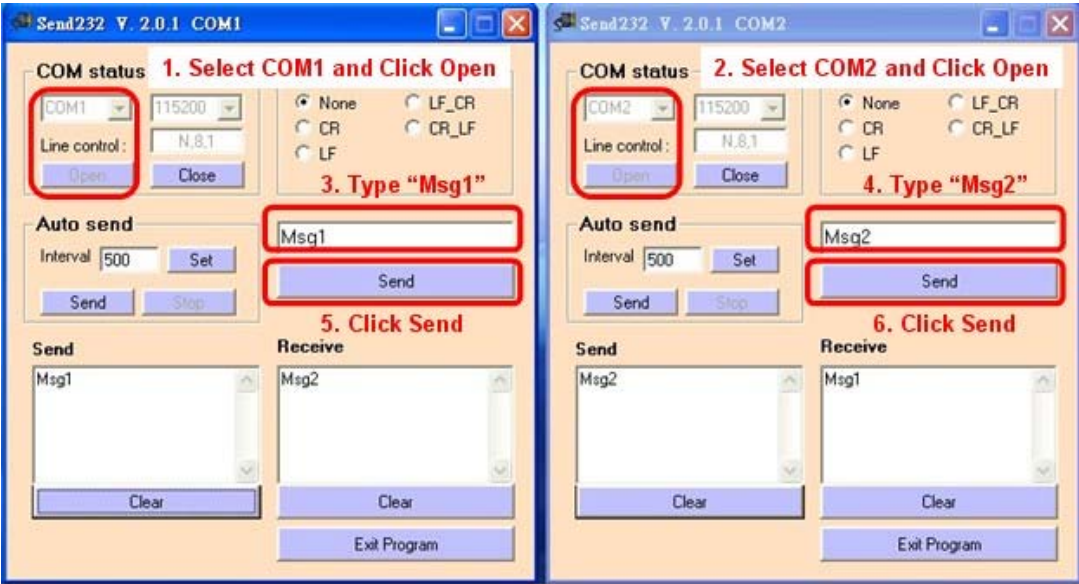 Send232 V. 2.0.1 COM1
COM status
1. Select COM1 and Click Open
COM1
115200
Line control :
N,8,1
Open
Close
None
LF_CR
CR
CR_LF
LF
3. Type “Msg1”
Auto send
Interval
500
Set
Send
Stop
Msg1
Send
5. Click Send
Send
Receive
Msg1
Msg2
Clear
Clear
Exit Program
Send232 V. 2.0.1 COM2
COM status
2. Select COM2 and Click Open
COM2
115200
Line control :
N,8,1
Open
Close
None
LF_CR
CR
CR_LF
LF
4. Type “Msg2”
Auto send
Interval
500
Set
Send
Stop
Msg2
Send
6. Click Send
Send
Receive
Msg2
Msg1
Clear
Clear
Exit Program